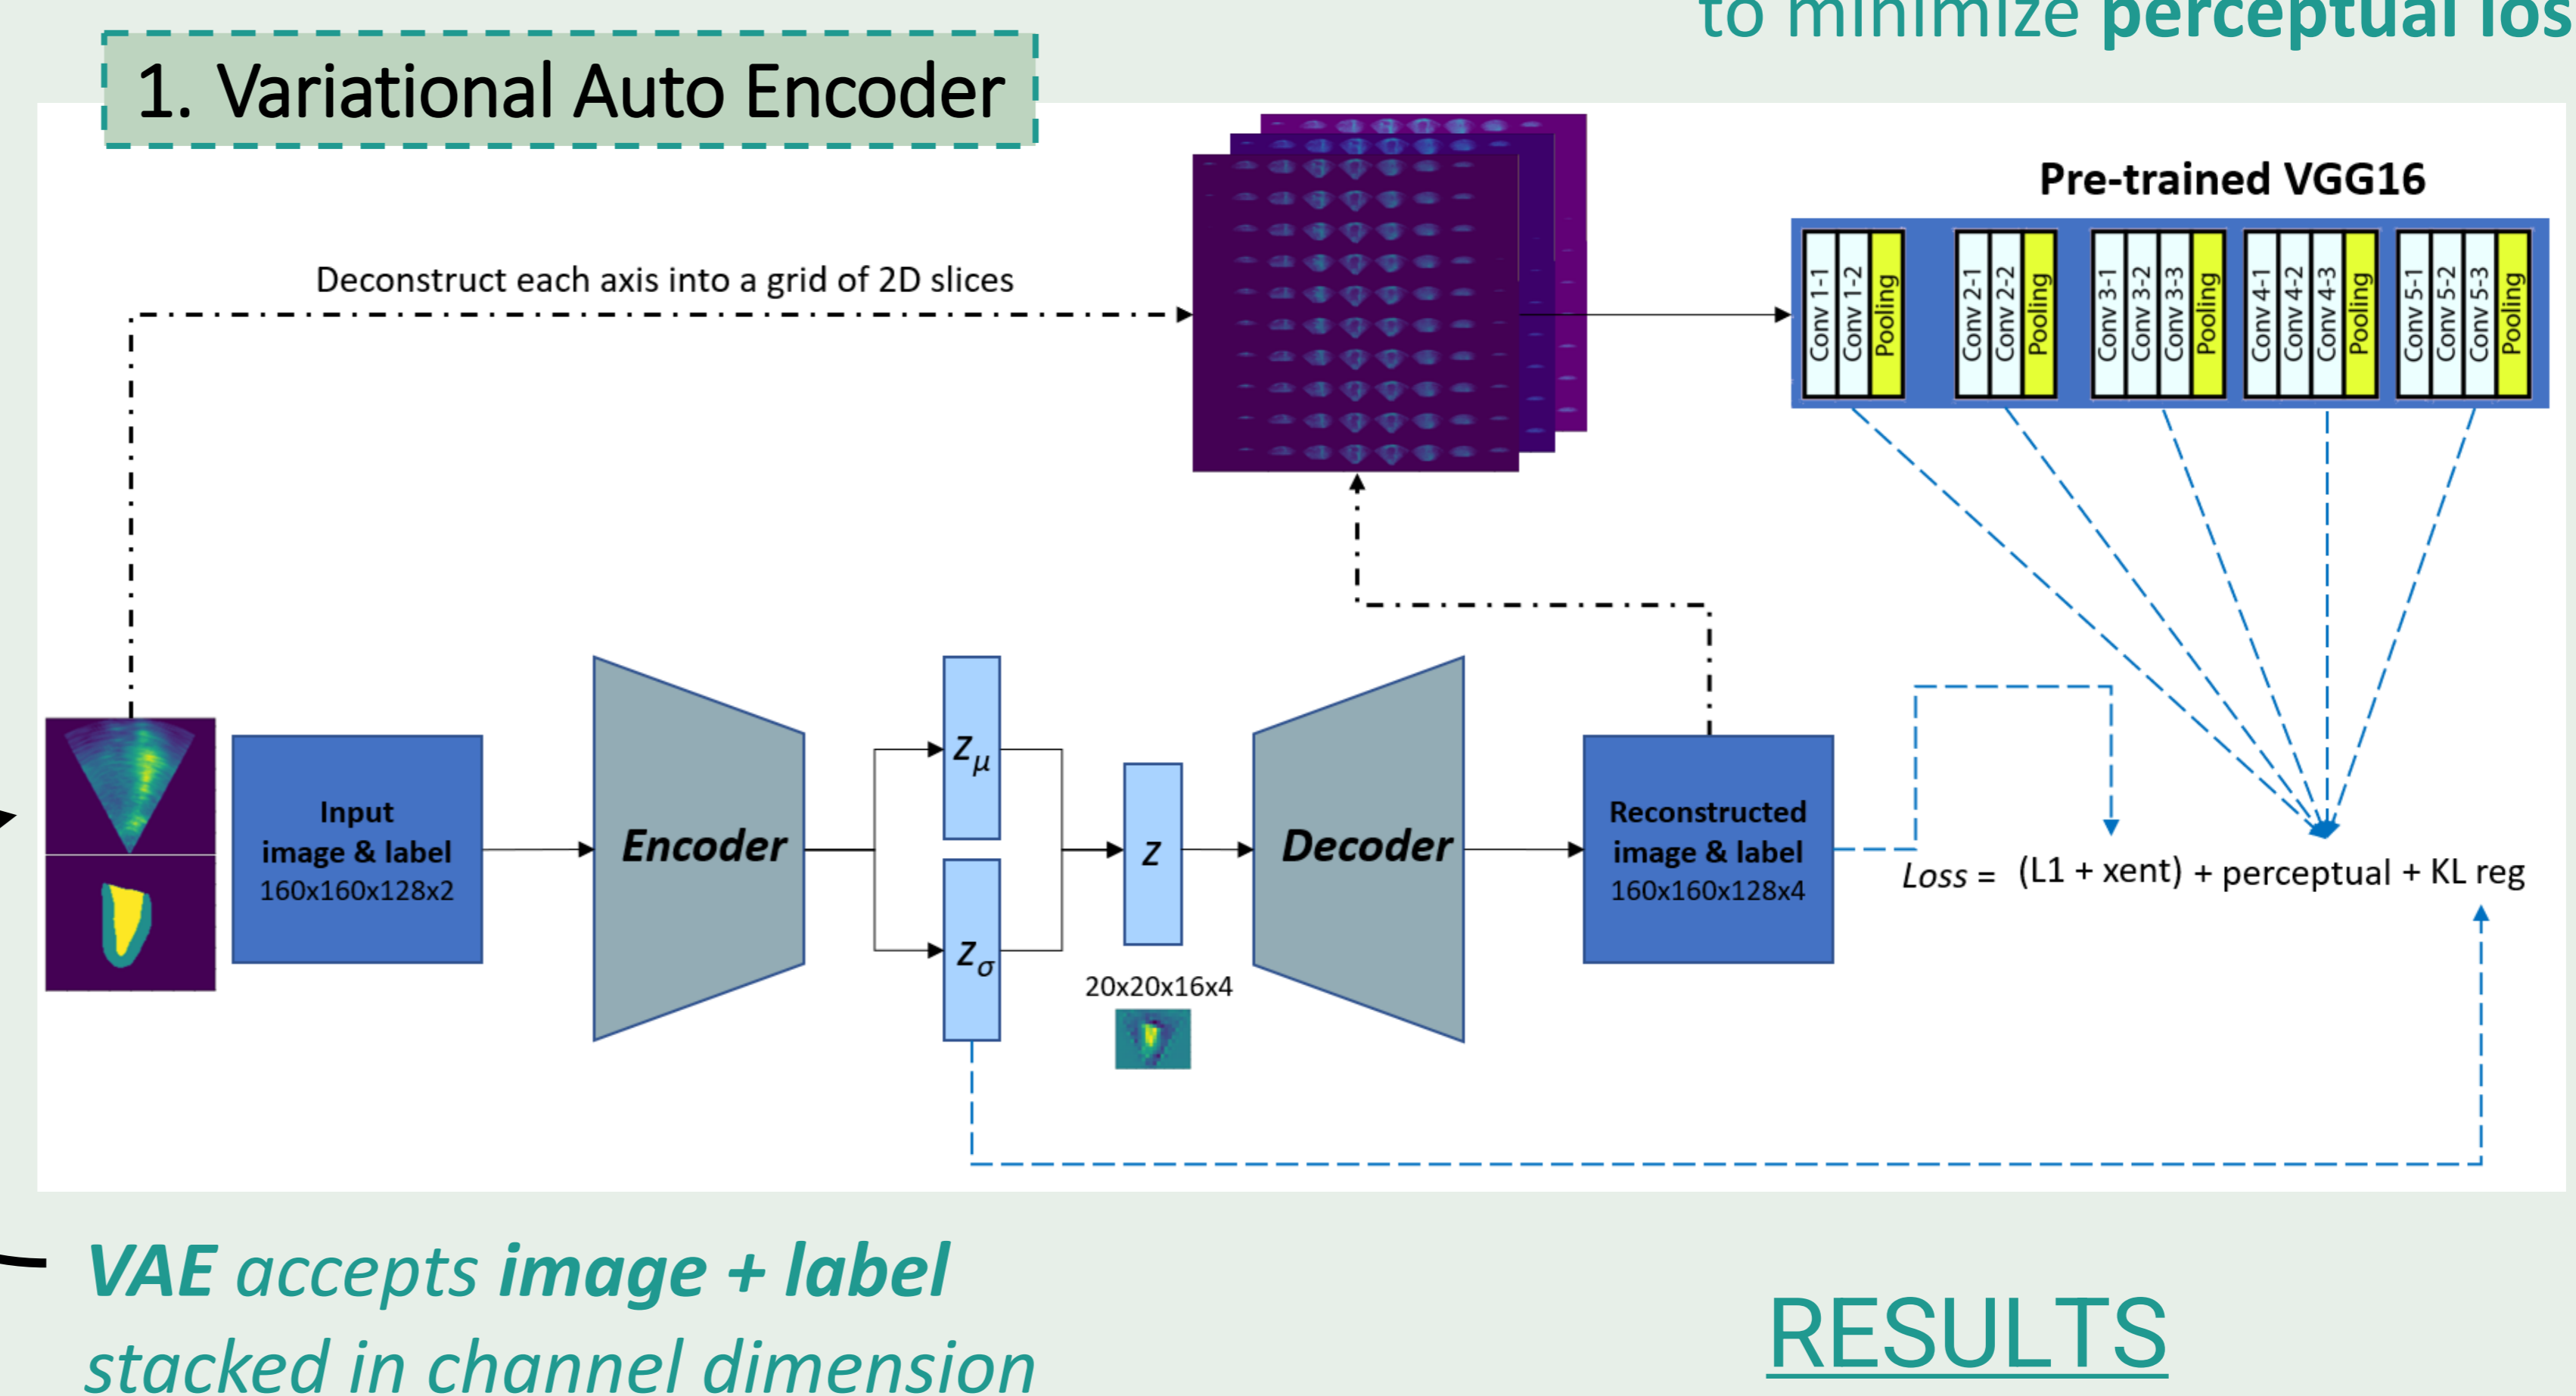 to minimize perceptual los
1. Variational Auto Encoder
Pre-trained VGG16
Conv 1-1
Conv 1-2
Pooling
Conv 2-1
Conv 2-2
Pooling
Conv 3-1
Conv 3-2
Conv 3-3
Pooling
Conv 4-1
Conv 4-2
Conv 4-3
Pooling
Conv 5-1
Conv 5-2
Conv 5-3
Pooling
Deconstruct each axis into a grid of 2D slices
Input
image & label
160x160x128x2
Encoder
Zμ
Zσ
Z
20x20x16x4
Decoder
Reconstructed
image & label
160x160x128x4
Loss = (L1 + xent) + perceptual + KL reg
VAE accepts image + label
stacked in channel dimension
RESULTS